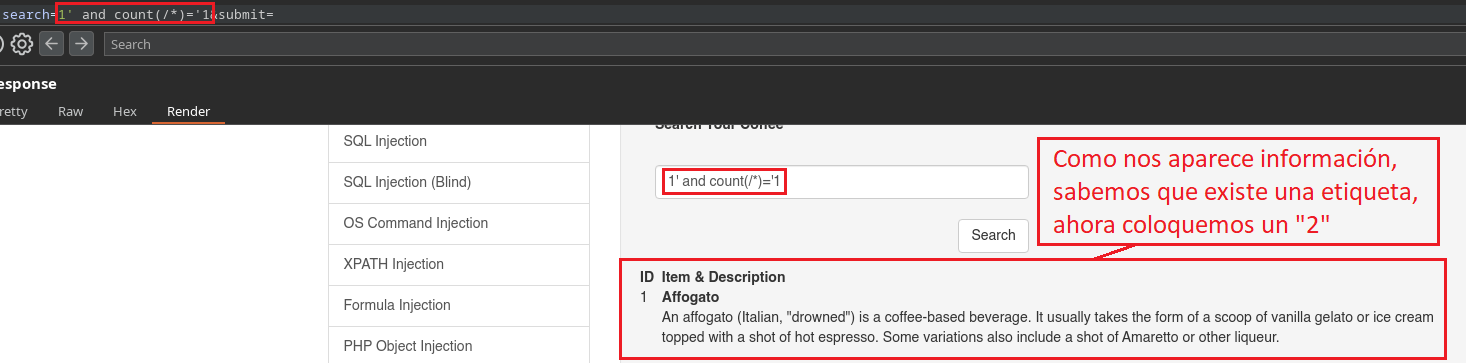 search=1' and count(/*)='1&submit=
Search
esponse
retty Raw Hex Render
SQL Injection
SQL Injection (Blind)
OS Command Injection
XPATH Injection
Formula Injection
PHP Object Injection
Search Your Coffee
1' and count(/*)='1
Search
Como nos aparece información,
sabemos que existe una etiqueta,
ahora coloquemos un "2"
ID Item & Description
1 Affogato
An affogato (Italian, "drowned") is a coffee-based beverage. It usually takes the form of a scoop of vanilla gelato or ice cream
topped with a shot of hot espresso. Some variations also include a shot of Amaretto or other liqueur.